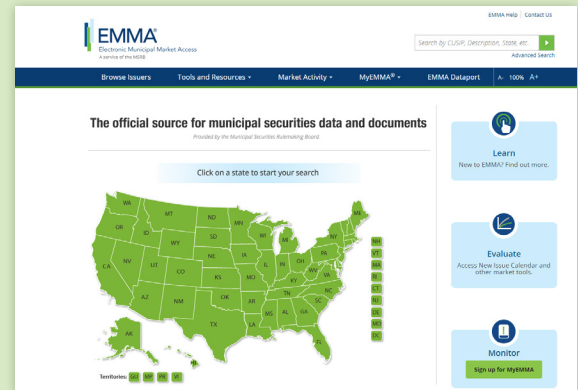 EMMA Help | Contact Us
EMMA®
Electronic Municipal Market Access
A service of the MSRB
Search by CUSIP, Description, State, etc.
Advanced Search
Browse Issuers
Tools and Resources
Market Activity
MyEMMA®
EMMA Dataport
A- 100% A+
The official source for municipal securities data and documents
Provided by the Municipal Securities Rulemaking Board
Click on a state to start your search
WA
MT
ND
MN
ME
OR
ID
SD
WI
MI
NY
WY
NE
IA
PA
NV
UT
CO
KS
MO
IL
IN
OH
WV
VA
KY
CA
AZ
NM
OK
AR
TN
NC
SC
MS
AL
GA
TX
LA
FL
AK
HI
NH
VT
MA
RI
CT
NJ
DE
MD
DC
Territories: GU MP PR VI
Learn
New to EMMA? Find out more.
Evaluate
Access New Issue Calendar and
other market tools.
Monitor
Sign up for MyEMMA